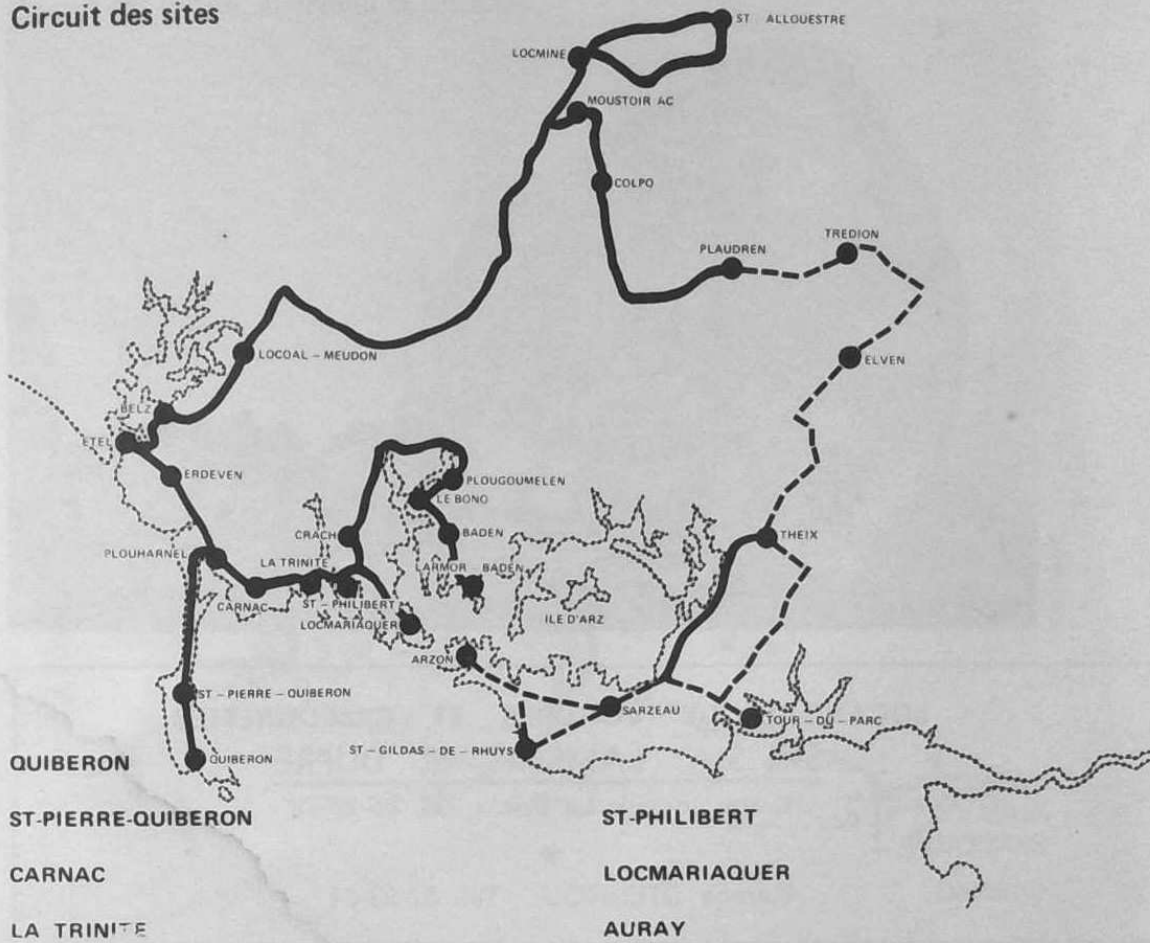 Circuit des sites
ST ALLOUESTRE
LOCMINE
MOUSTOIR AC
COLPO
TREDION
PLAUDREN
LOCOAL – MEUDON
ELVEN
BELZ
ETEL
ERDEVEN
PLOUGOUMELEN
LE BONO
CRACH
BADEN
THEIX
PLOUHARNEL
LA TRINITE
LARMOR – BADEN
CARNAC
ST – PHILIBERT
ILE D'ARZ
LOCMARIAQUER
ARZON
ST – PIERRE – QUIBERON
SARZEAU
TOUR – DU – PARC
ST – GILDAS – DE – RHUYS
QUIBERON
QUIBERON
ST-PIERRE-QUIBERON
CARNAC
LA TRINITE
ST-PHILIBERT
LOCMARIAQUER
AURAY